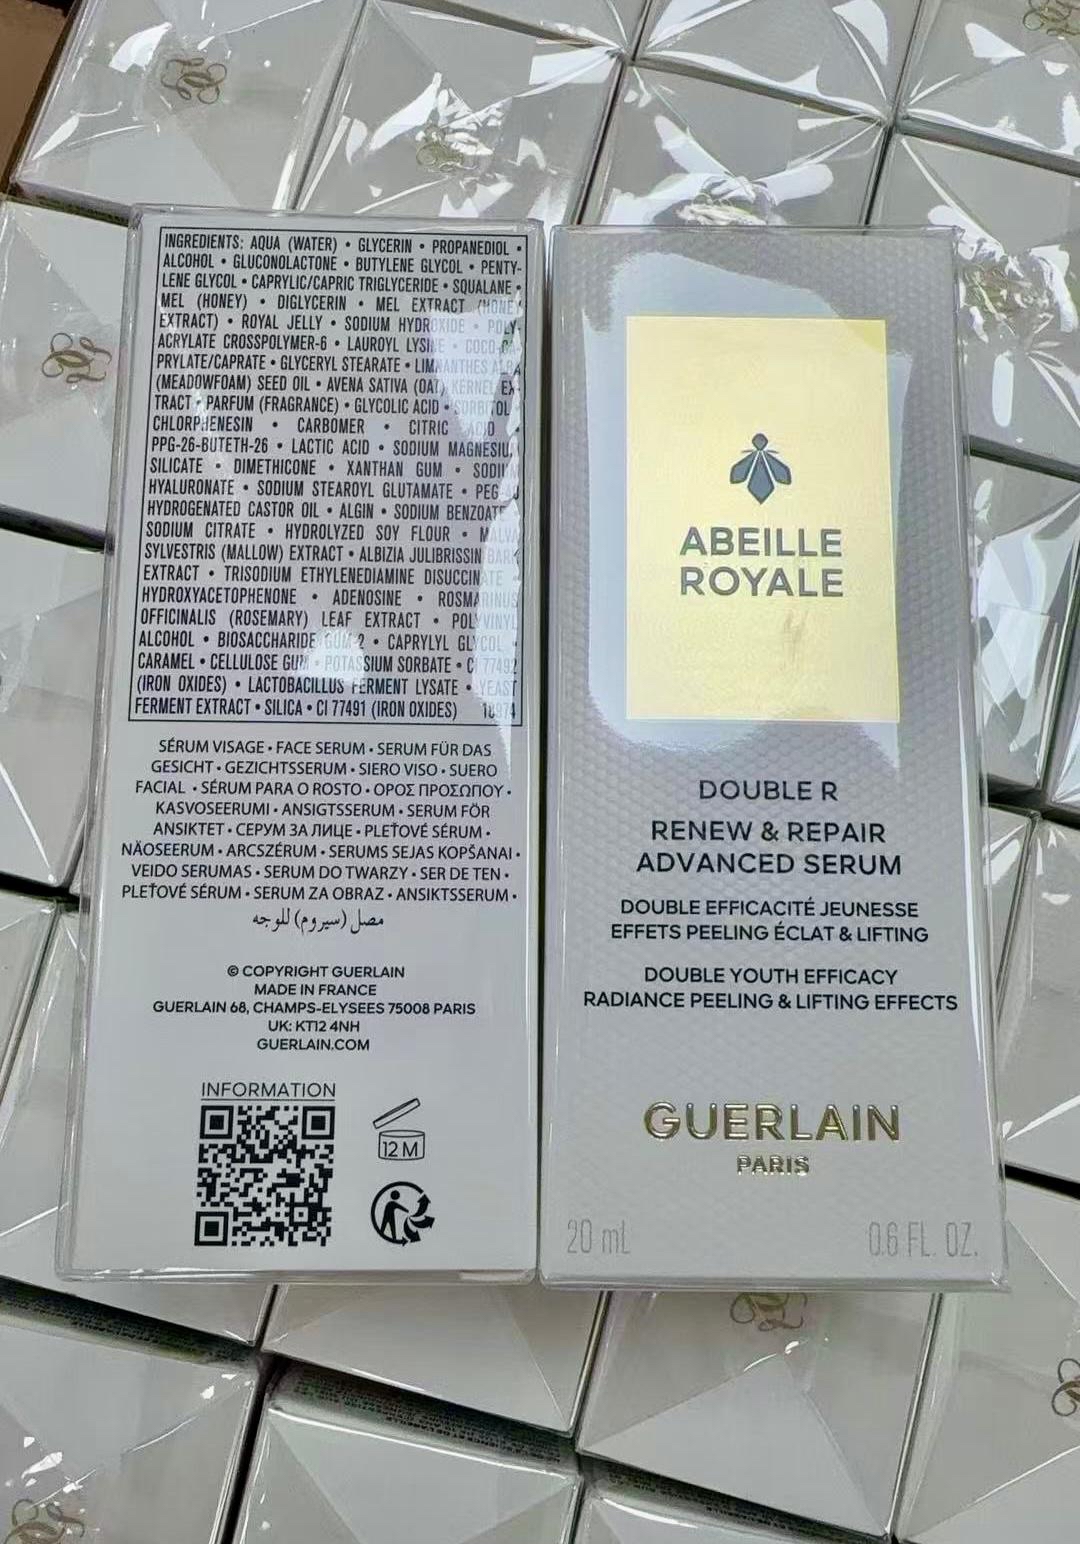 INGREDIENTS: AQUA (WATER) • GLYCERIN • PROPANEDIOL •
ALCOHOL • GLUCONOLACTONE • BUTYLENE GLYCOL • PENTY-
LENE GLYCOL • CAPRYLIC/CAPRIC TRIGLYCERIDE • SQUALANE •
MEL (HONEY) • DIGLYCERIN • MEL EXTRACT (HONEY
EXTRACT) • ROYAL JELLY • SODIUM HYDROXIDE • POLY-
ACRYLATE CROSSPOLYMER-6 • LAUROYL LYSINE • COCO-CA-
PRYLATE/CAPRATE • GLYCERYL STEARATE • LIMNANTHES ALBA
(MEADOWFOAM) SEED OIL • AVENA SATIVA (OAT) KERNEL EX-
TRACT • PARFUM (FRAGRANCE) • GLYCOLIC ACID • SORBITOL •
CHLORPHENESIN • CARBOMER • CITRIC ACID •
PPG-26-BUTETH-26 • LACTIC ACID • SODIUM MAGNESIUM
SILICATE • DIMETHICONE • XANTHAN GUM • SODIUM
HYALURONATE • SODIUM STEAROYL GLUTAMATE •
HYDROGENATED CASTOR OIL • ALGIN • SODIUM BENZOATE •
SODIUM CITRATE • HYDROLYZED SOY FLOUR • MALVA
SYLVESTRIS (MALLOW) EXTRACT • ALBIZIA JULIBRISSIN BARK
EXTRACT • TRISODIUM ETHYLENEDIAMINE DISUCCINATE •
HYDROXYACETOPHENONE • ADENOSINE • ROSMARINUS
OFFICINALIS (ROSEMARY) LEAF EXTRACT • POLYVINYL
ALCOHOL • BIOSACCHARIDE GUM-2 • CAPRYLYL GLYCOL •
CARAMEL • CELLULOSE GUM • POTASSIUM SORBATE • CI 77492
(IRON OXIDES) • LACTOBACILLUS FERMENT LYSATE • YEAST
FERMENT EXTRACT • SILICA • CI 77491 (IRON OXIDES)
SÉRUM VISAGE • FACE SERUM • SERUM FÜR DAS
GESICHT • GEZICHTSSERUM • SIERO VISO • SUERO
FACIAL • SÉRUM PARA O ROSTO • ΟΡΟΣ ΠΡΟΣΩΠΟΥ •
KASVOSEERUMI • ANSIGTSSERUM • SERUM FÖR
ANSIKTET • СЕРУМ ЗА ЛИЦЕ • PLEŤOVÉ SÉRUM •
NÄOSEERUM • ARCSZÉRUM • SERUMS SEJAS KOPŠANAI •
VEIDO SERUMAS • SERUM DO TWARZY • SER DE TEN •
PLEŤOVÉ SÉRUM • SERUM ZA OBRAZ • ANSIKTSSERUM •
مصل (سيروم) للوجه
© COPYRIGHT GUERLAIN
MADE IN FRANCE
GUERLAIN 68, CHAMPS-ELYSEES 75008 PARIS
UK: KT12 4NH
GUERLAIN.COM
INFORMATION
12 M
ABEILLE
ROYALE
DOUBLE R
RENEW & REPAIR
ADVANCED SERUM
DOUBLE EFFICACITÉ JEUNESSE
EFFETS PEELING ÉCLAT & LIFTING
DOUBLE YOUTH EFFICACY
RADIANCE PEELING & LIFTING EFFECTS
GUERLAIN
PARIS
20 mL 0.6 FL. OZ.